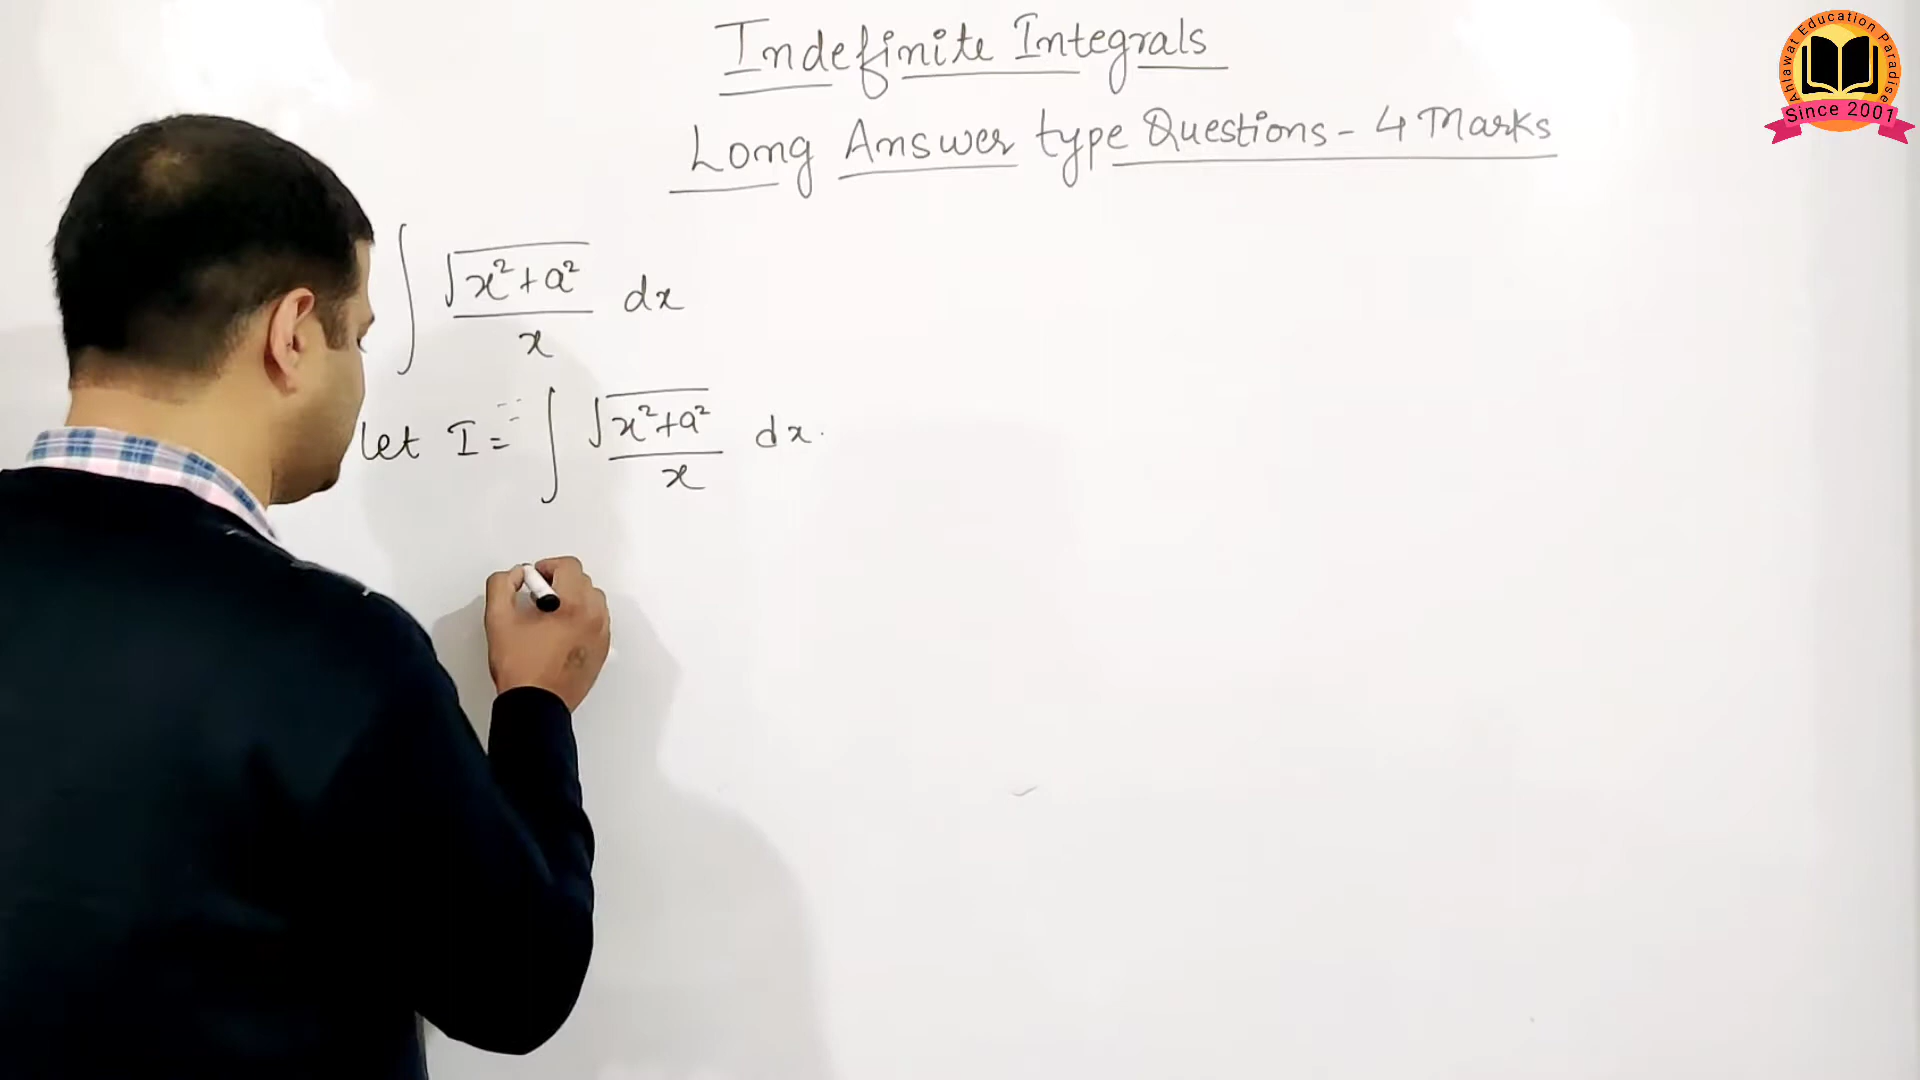 Indefinite Integrals
Long Answer type Questions - 4 Marks
∫ √(x²+a²)/x dx
let I = ∫ √(x²+a²)/x dx.
Ahlawat Education Paradise
Since 2001